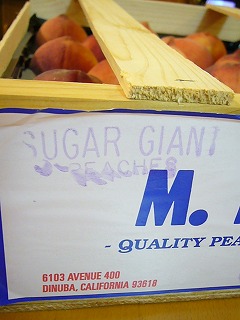 SUGAR GIANT
PEACHES
M.
- QUALITY PEA
6103 AVENUE 400
DINUBA, CALIFORNIA 93618